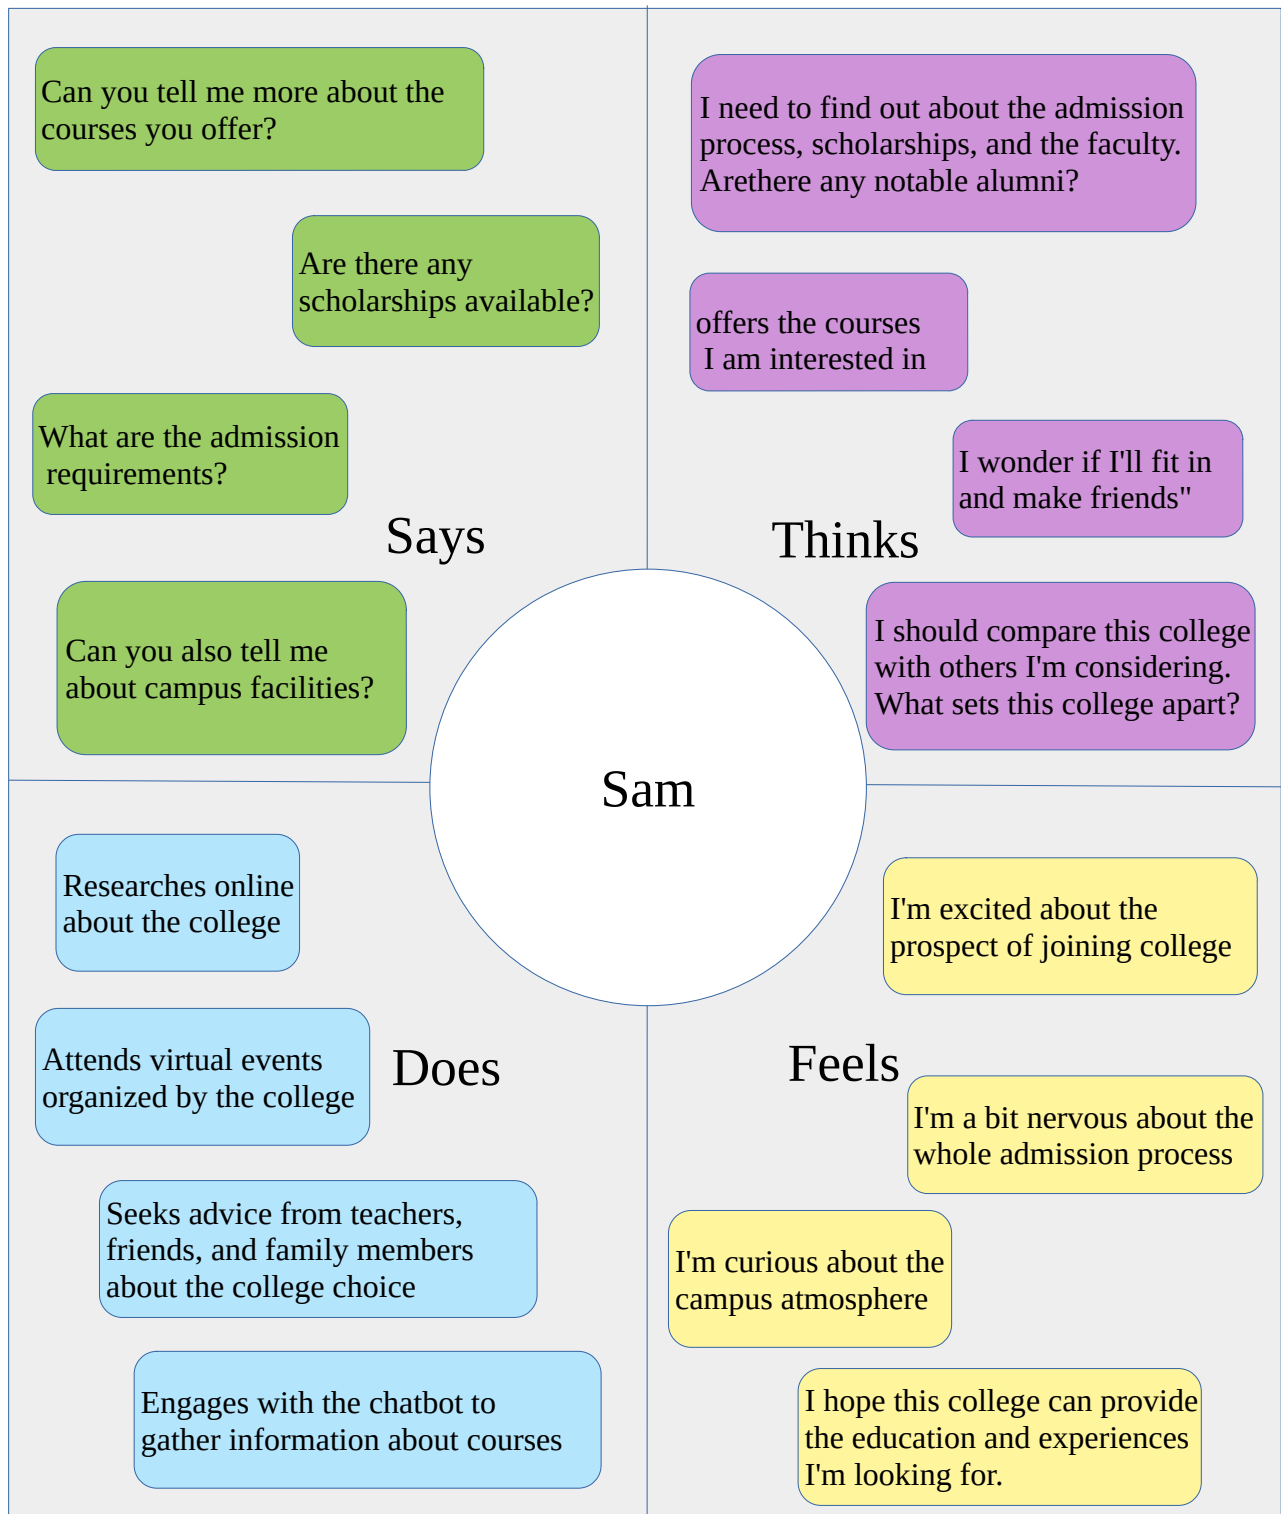 Can you tell me more about the
courses you offer?
Are there any
scholarships available?
What are the admission
requirements?
Says
Can you also tell me
about campus facilities?
I need to find out about the admission
process, scholarships, and the faculty.
Arethere any notable alumni?
offers the courses
I am interested in
I wonder if I'll fit in
and make friends"
Thinks
I should compare this college
with others I'm considering.
What sets this college apart?
Sam
Researches online
about the college
Attends virtual events
organized by the college
Does
Seeks advice from teachers,
friends, and family members
about the college choice
Engages with the chatbot to
gather information about courses
I'm excited about the
prospect of joining college
Feels
I'm a bit nervous about the
whole admission process
I'm curious about the
campus atmosphere
I hope this college can provide
the education and experiences
I'm looking for.